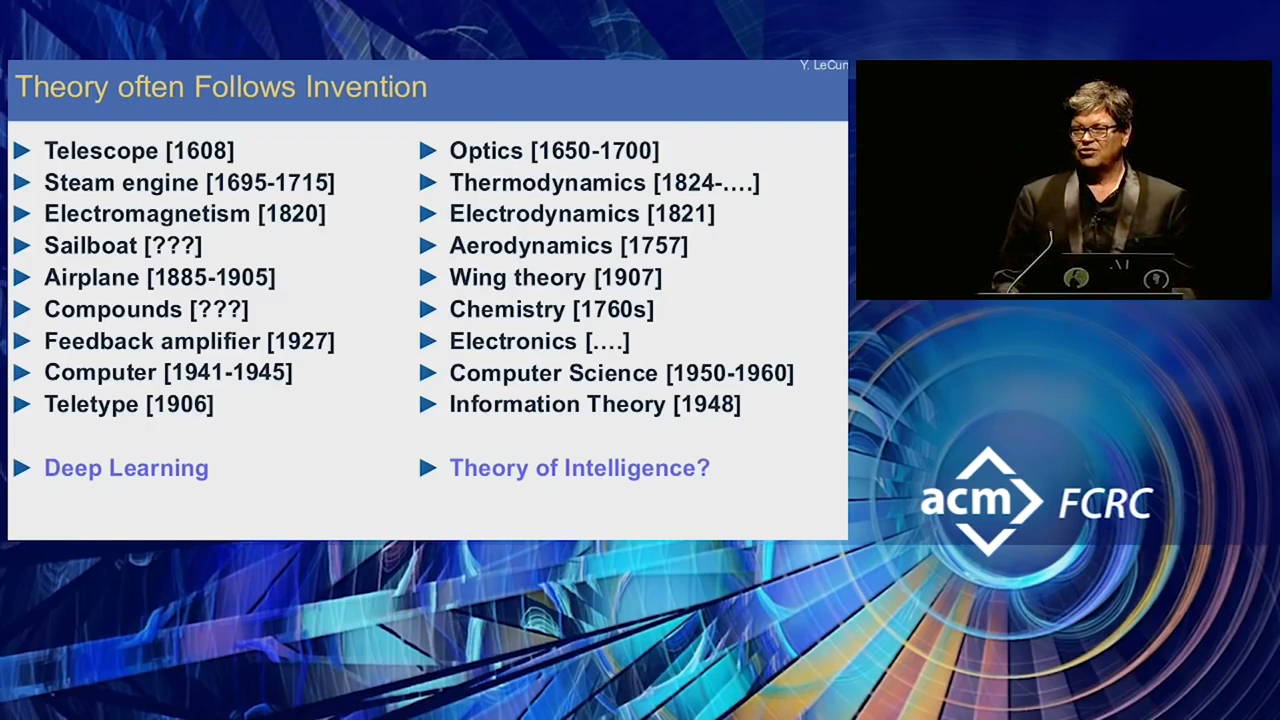 Y. LeCun
Theory often Follows Invention
Telescope [1608]
Steam engine [1695-1715]
Electromagnetism [1820]
Sailboat [???]
Airplane [1885-1905]
Compounds [???]
Feedback amplifier [1927]
Computer [1941-1945]
Teletype [1906]
Deep Learning
Optics [1650-1700]
Thermodynamics [1824-....]
Electrodynamics [1821]
Aerodynamics [1757]
Wing theory [1907]
Chemistry [1760s]
Electronics [....]
Computer Science [1950-1960]
Information Theory [1948]
Theory of Intelligence?
acm FCRC